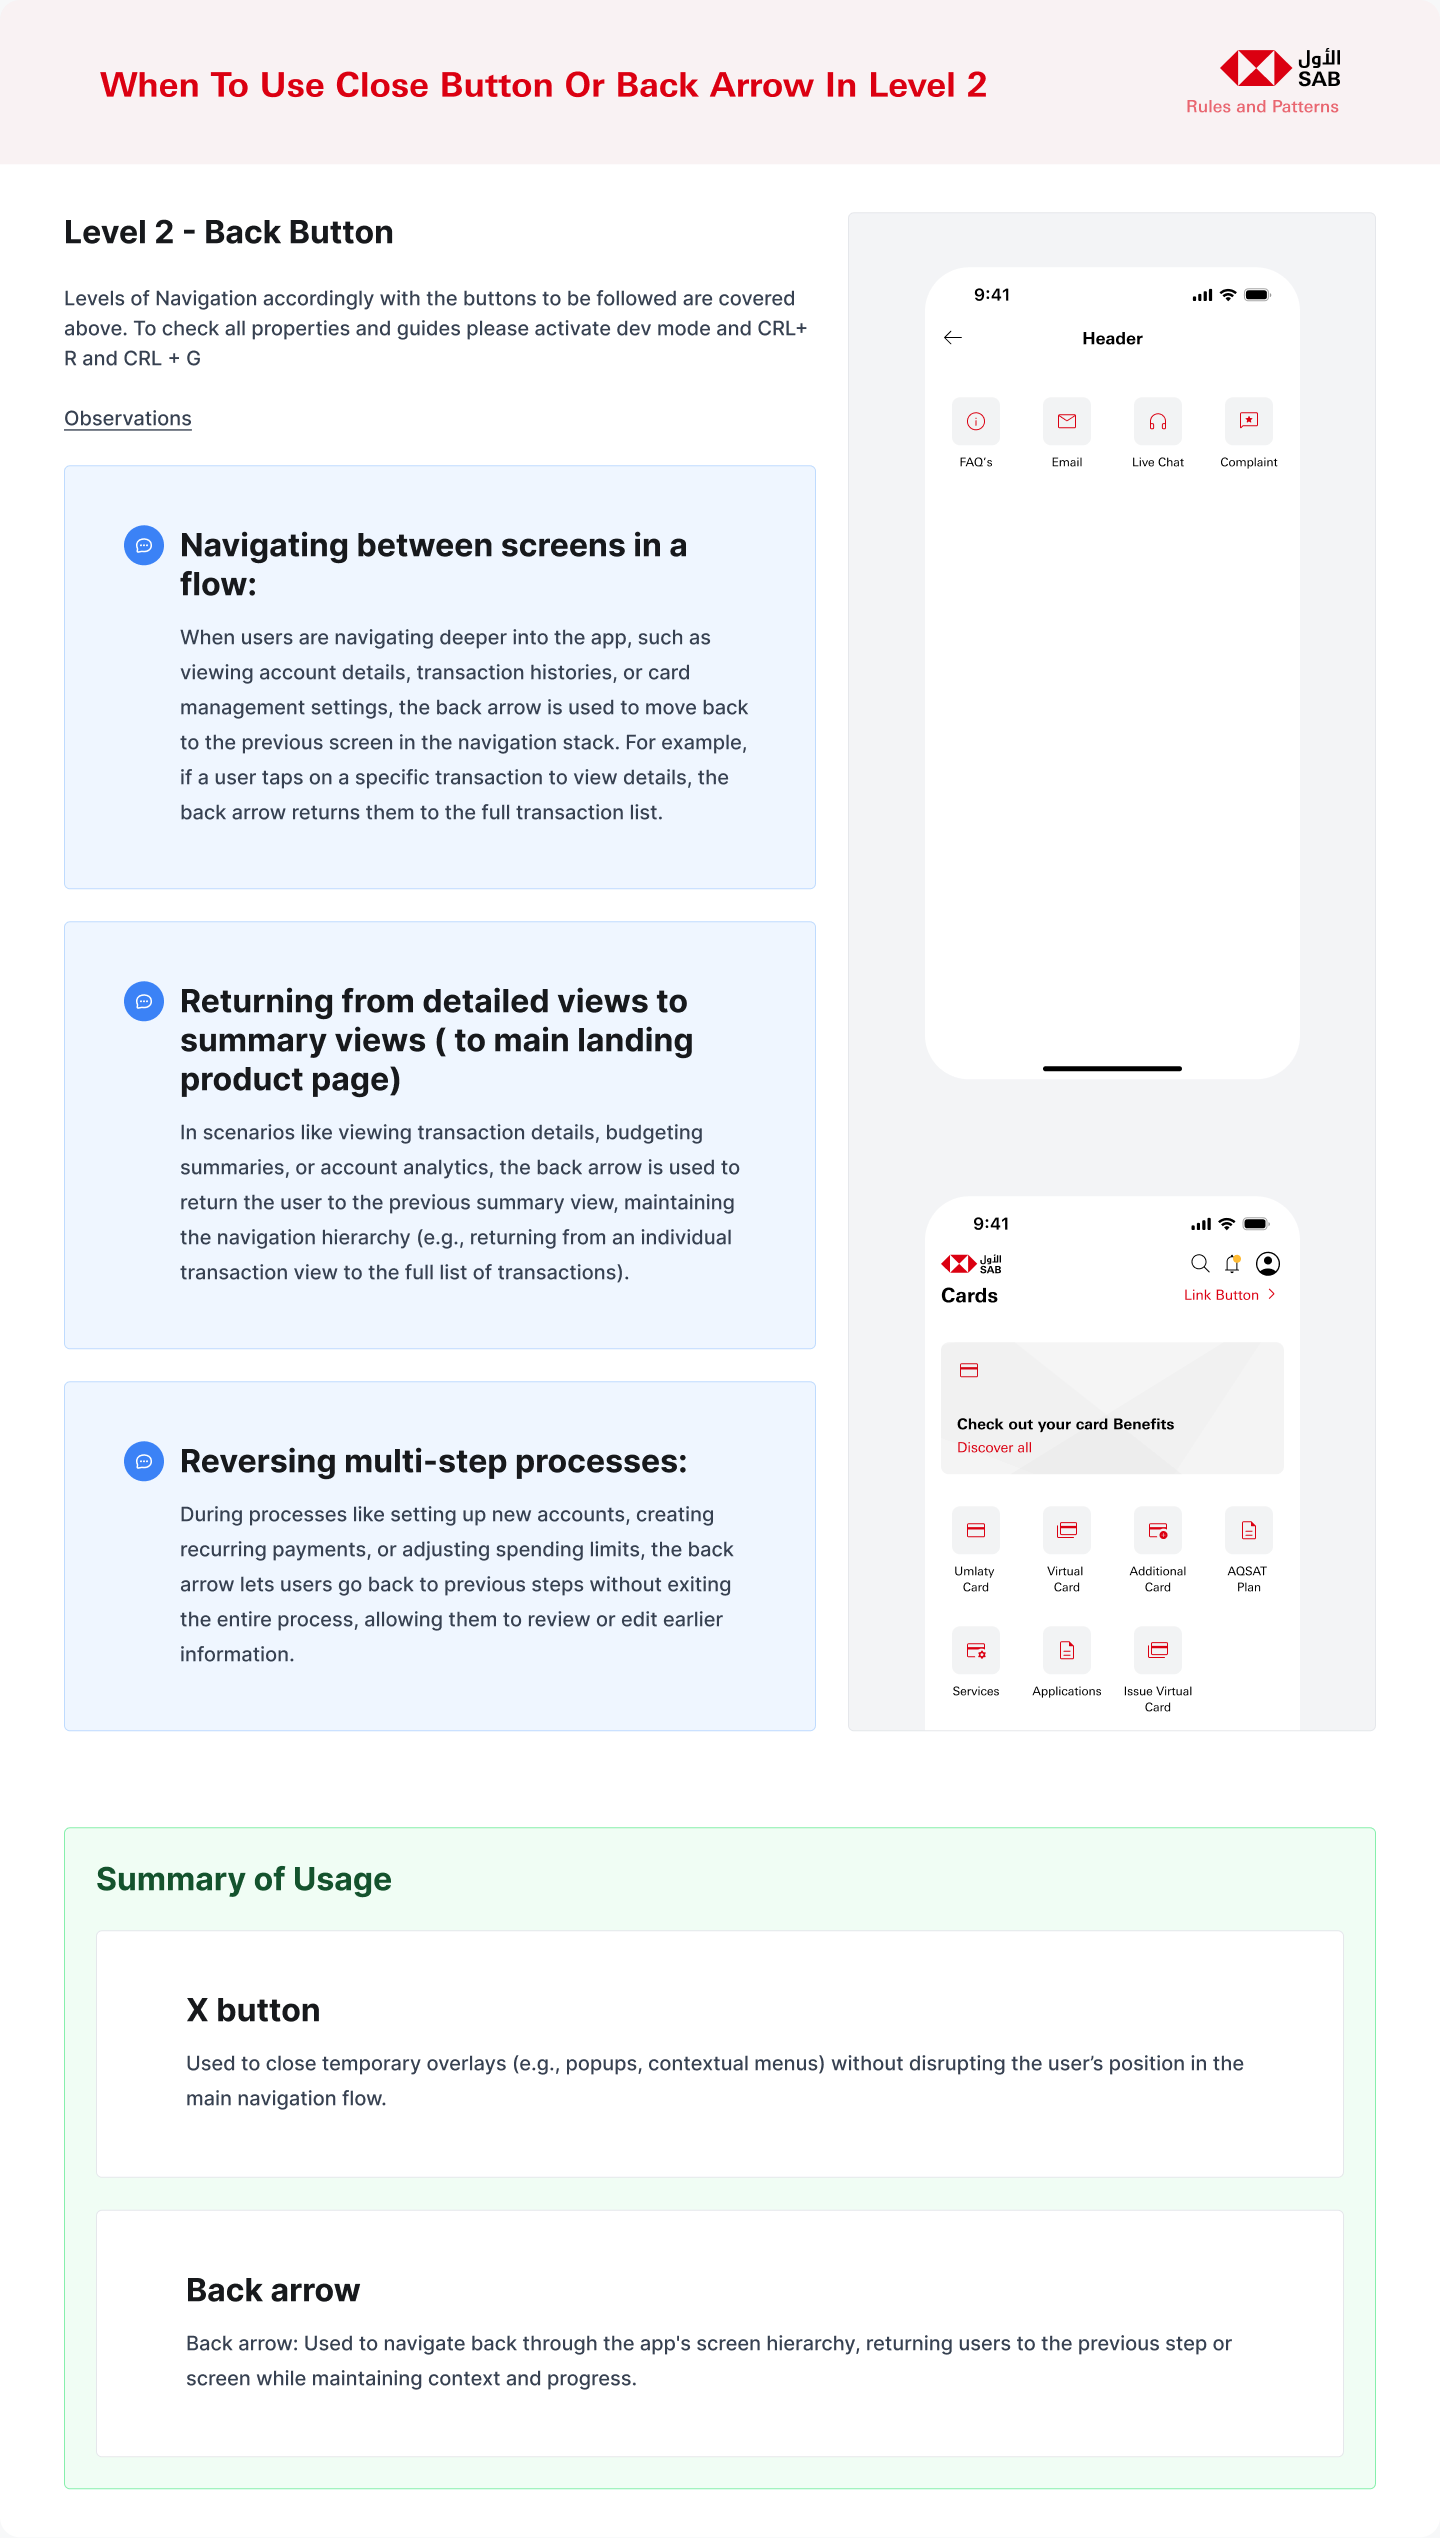 When To Use Close Button Or Back Arrow In Level 2
الأول
SAB
Rules and Patterns
Level 2 - Back Button
Levels of Navigation accordingly with the buttons to be followed are covered
above. To check all properties and guides please activate dev mode and CRL+
R and CRL + G
Observations
Navigating between screens in a
flow:
When users are navigating deeper into the app, such as
viewing account details, transaction histories, or card
management settings, the back arrow is used to move back
to the previous screen in the navigation stack. For example,
if a user taps on a specific transaction to view details, the
back arrow returns them to the full transaction list.
Returning from detailed views to
summary views ( to main landing
product page)
In scenarios like viewing transaction details, budgeting
summaries, or account analytics, the back arrow is used to
return the user to the previous summary view, maintaining
the navigation hierarchy (e.g., returning from an individual
transaction view to the full list of transactions).
Reversing multi-step processes:
During processes like setting up new accounts, creating
recurring payments, or adjusting spending limits, the back
arrow lets users go back to previous steps without exiting
the entire process, allowing them to review or edit earlier
information.
9:41
Header
FAQ's Email Live Chat Complaint
9:41
الأول
SAB
Cards Link Button
Check out your card Benefits
Discover all
Umlaty Virtual Additional AQSAT
Card Card Card Plan
Services Applications Issue Virtual
Card
Summary of Usage
X button
Used to close temporary overlays (e.g., popups, contextual menus) without disrupting the user’s position in the
main navigation flow.
Back arrow
Back arrow: Used to navigate back through the app's screen hierarchy, returning users to the previous step or
screen while maintaining context and progress.